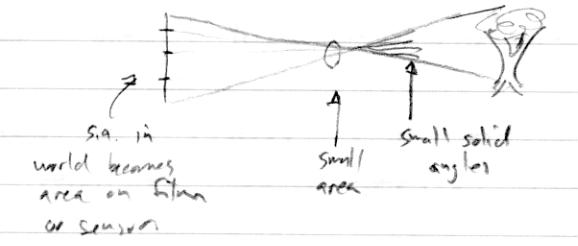 s.a. in
world becomes
area on film
or sensor
small
area
small solid
angles